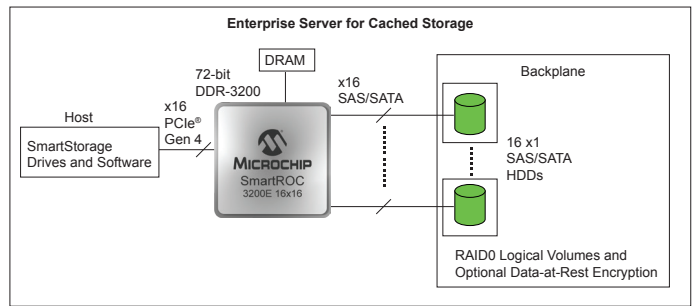 Enterprise Server for Cached Storage
DRAM
72-bit
DDR-3200
x16
SAS/SATA
Backplane
Host
x16
PCIe®
Gen 4
SmartStorage
Drives and Software
MICROCHIP
SmartROC
3200E 16x16
16 x1
SAS/SATA
HDDs
RAID0 Logical Volumes and
Optional Data-at-Rest Encryption